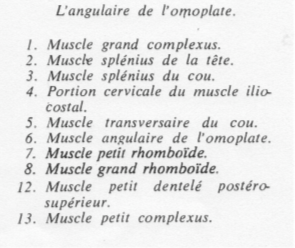 L'angulaire de l'omoplate.
1. Muscle grand complexus.
2. Muscle splénius de la tête.
3. Muscle splénius du cou.
4. Portion cervicale du muscle ilio-
costal.
5. Muscle transversaire du cou.
6. Muscle angulaire de l'omoplate.
7. Muscle petit rhomboïde.
8. Muscle grand rhomboïde.
12. Muscle petit dentelé postéro-
supérieur.
13. Muscle petit complexus.